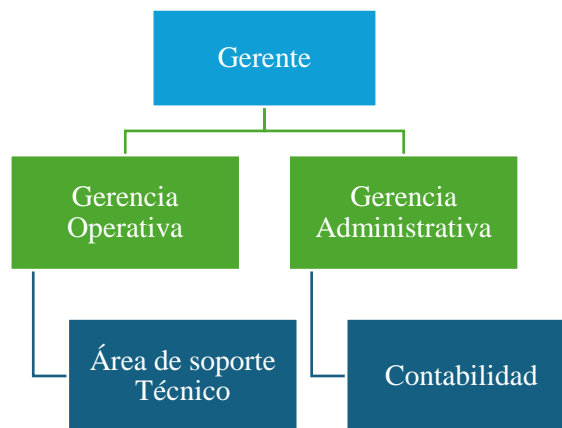 Gerente
Gerencia
Operativa
Gerencia
Administrativa
Área de soporte
Técnico
Contabilidad